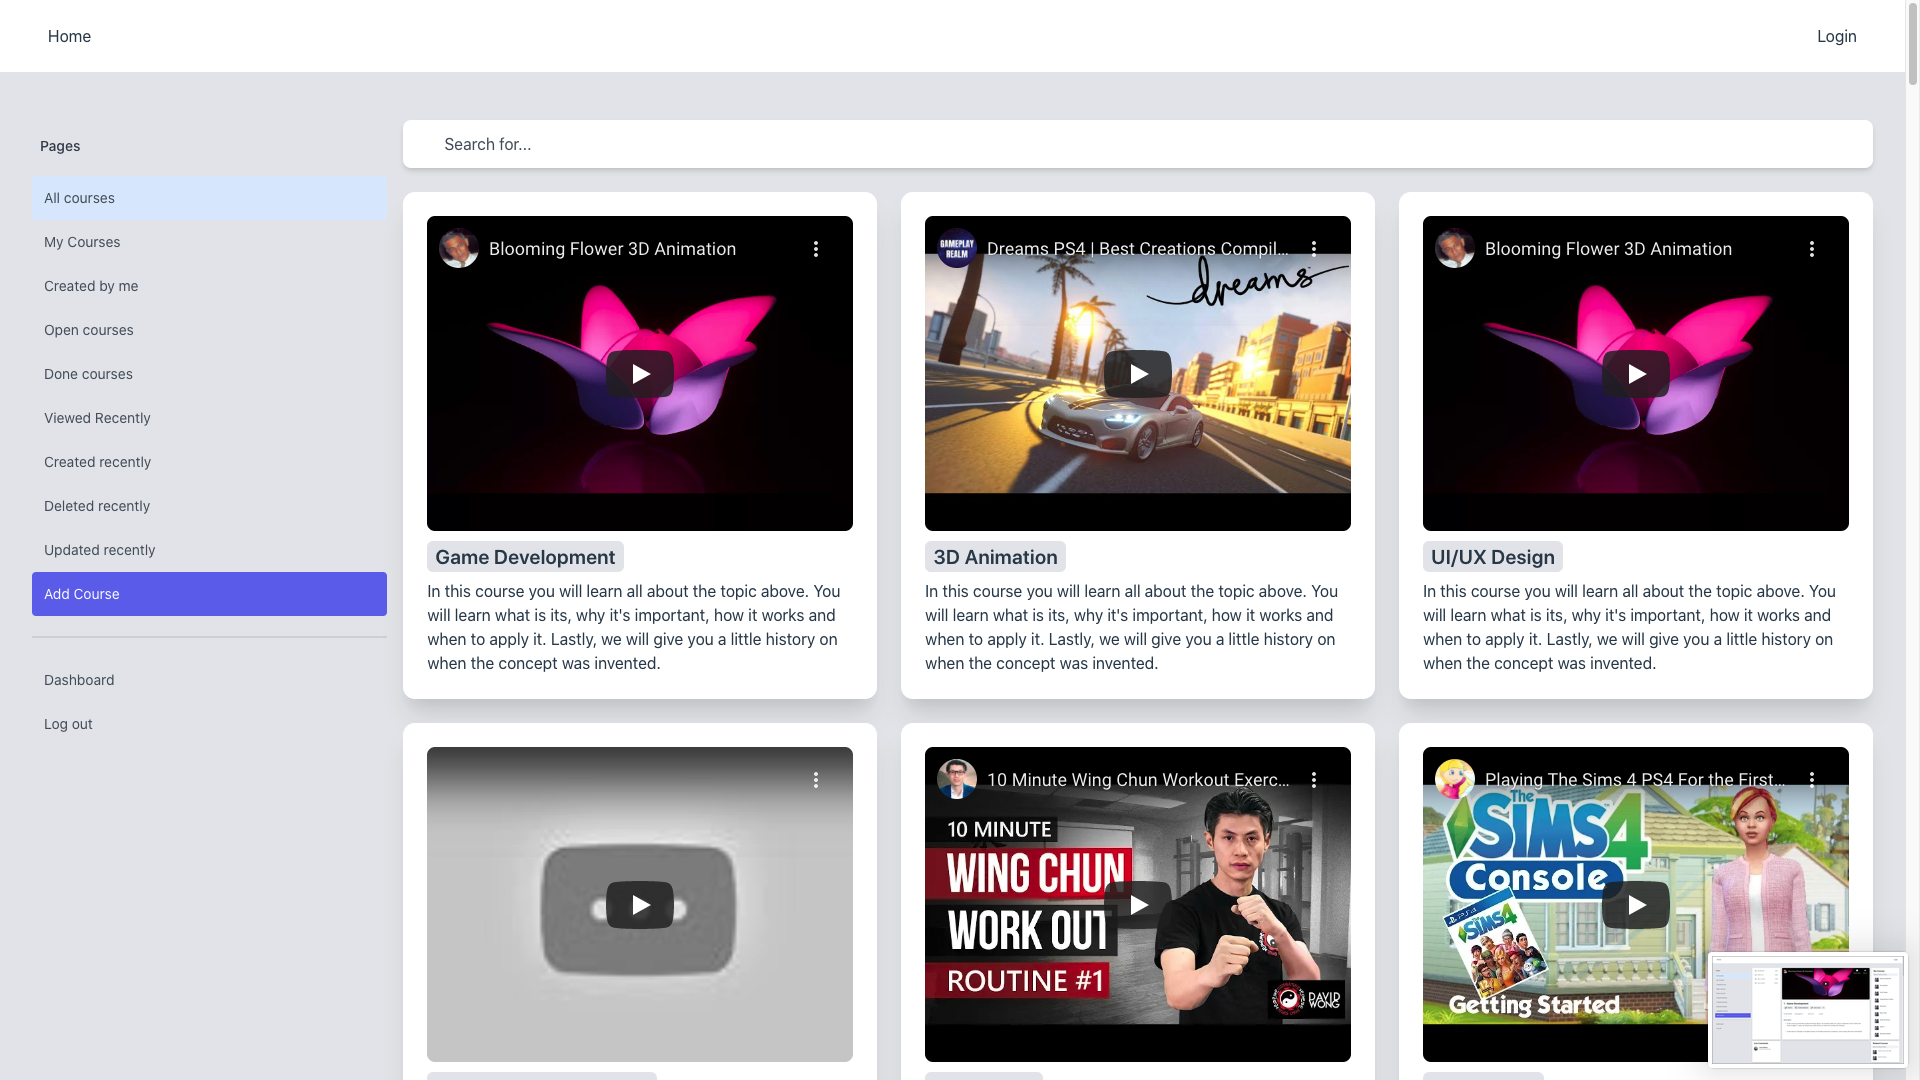 Home
Login
Pages
All courses
My Courses
Created by me
Open courses
Done courses
Viewed Recently
Created recently
Deleted recently
Updated recently
Add Course
Dashboard
Log out
Search for...
Blooming Flower 3D Animation
Game Development
In this course you will learn all about the topic above. You
will learn what is its, why it's important, how it works and
when to apply it. Lastly, we will give you a little history on
when the concept was invented.
GAMEPLAY
REALM
Dreams PS4 | Best Creations Compil...
dreams
3D Animation
In this course you will learn all about the topic above. You
will learn what is its, why it's important, how it works and
when to apply it. Lastly, we will give you a little history on
when the concept was invented.
Blooming Flower 3D Animation
UI/UX Design
In this course you will learn all about the topic above. You
will learn what is its, why it's important, how it works and
when to apply it. Lastly, we will give you a little history on
when the concept was invented.
10 Minute Wing Chun Workout Exerc...
10 MINUTE
WING CHUN
WORK OUT
ROUTINE #1
DAVID
WONG
Playing The Sims 4 PS4 For the First...
The
SIMS 4
Console
PS4
SIMS 4
Getting Started